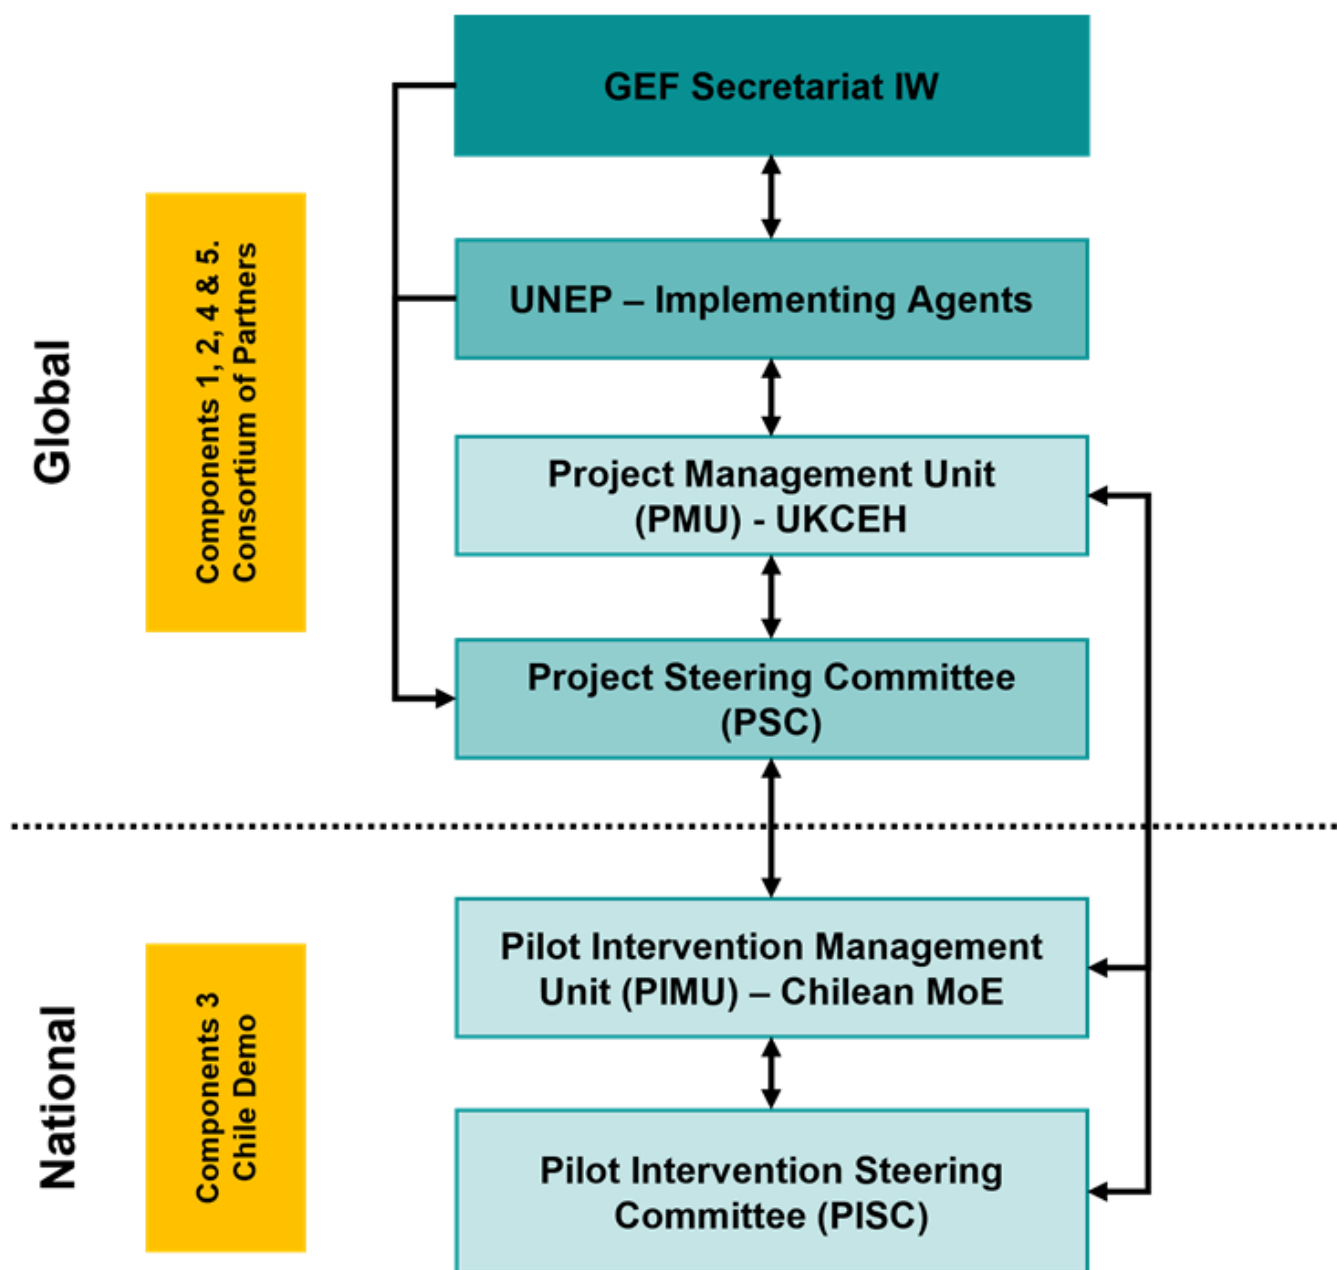 GEF Secretariat IW
UNEP – Implementing Agents
Project Management Unit
(PMU) - UKCEH
Project Steering Committee
(PSC)
Global
Components 1, 2, 4 & 5.
Consortium of Partners
Pilot Intervention Management
Unit (PIMU) – Chilean MoE
Pilot Intervention Steering
Committee (PISC)
National
Components 3
Chile Demo